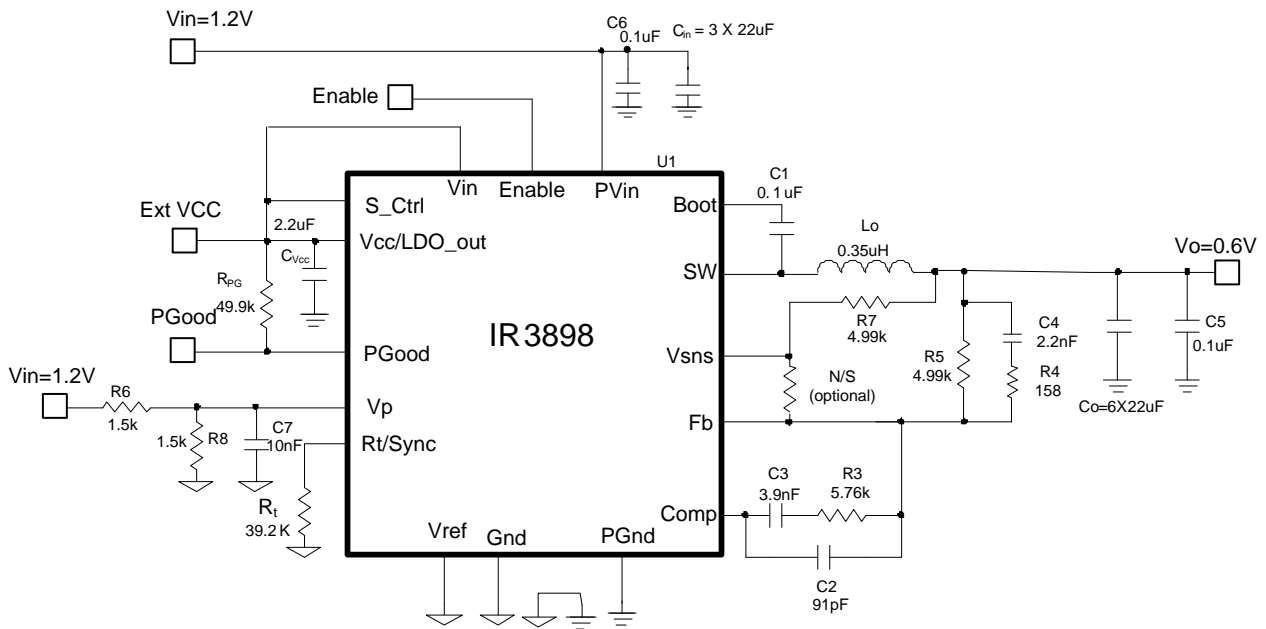 Vin=1.2V
C6
0.1uF
Cin = 3 X 22uF
Enable
U1
Vin
Enable
PVin
C1
0.1uF
S_Ctrl
Boot
Ext VCC
2.2uF
Vcc/LDO_out
CVcc
Lo
0.35uH
SW
Vo=0.6V
RPG
49.9k
PGood
R7
4.99k
C4
2.2nF
C5
0.1uF
IR3898
PGood
Vsns
R5
4.99k
R4
158
N/S
(optional)
Co=6X22uF
Vin=1.2V
R6
1.5k
Vp
1.5k
R8
C7
10nF
Fb
Rt/Sync
Rt
39.2K
C3
3.9nF
R3
5.76k
Comp
Vref
Gnd
PGnd
C2
91pF